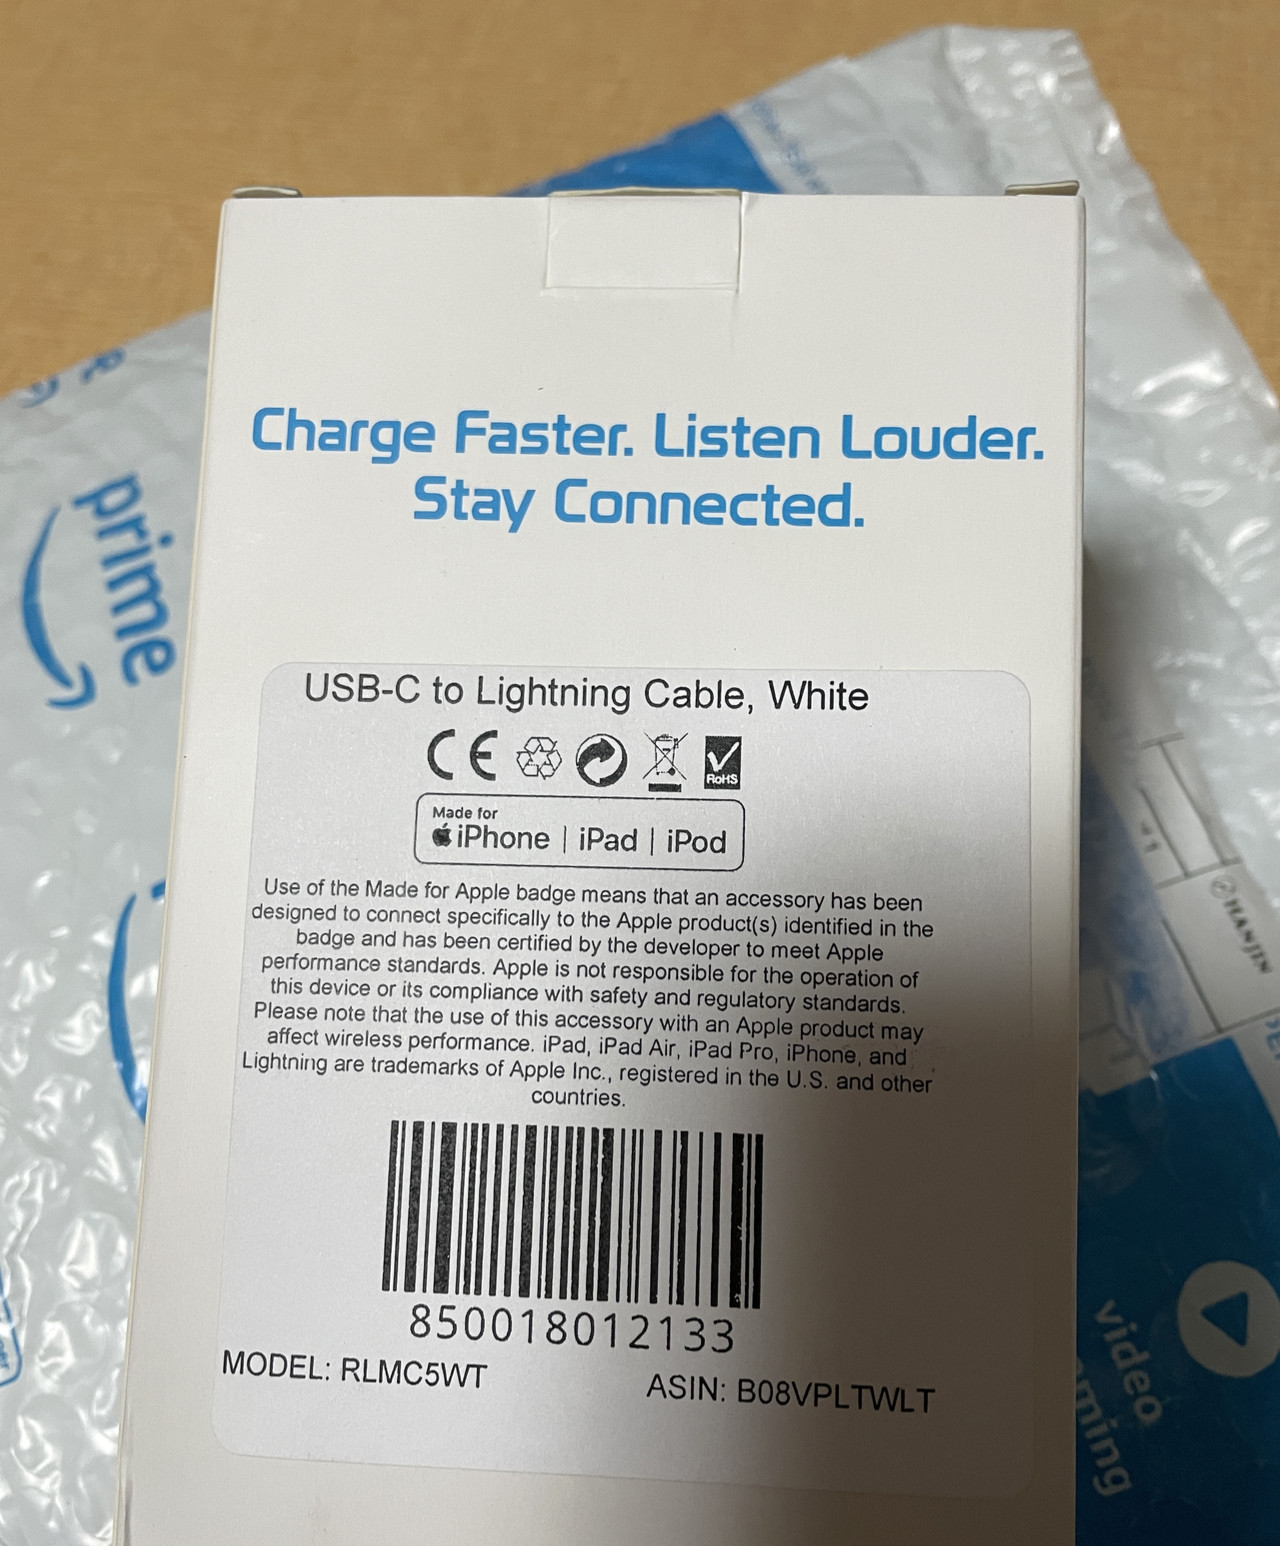 prime
Charge Faster. Listen Louder.
Stay Connected.
USB-C to Lightning Cable, White
CE
RoHS
Made for
iPhone | iPad | iPod
Use of the Made for Apple badge means that an accessory has been
designed to connect specifically to the Apple product(s) identified in the
badge and has been certified by the developer to meet Apple
performance standards. Apple is not responsible for the operation of
this device or its compliance with safety and regulatory standards.
Please note that the use of this accessory with an Apple product may
affect wireless performance. iPad, iPad Air, iPad Pro, iPhone, and
Lightning are trademarks of Apple Inc., registered in the U.S. and other
countries.
850018012133
MODEL: RLMC5WT
ASIN: B08VPLTWLT
HANJIN
video